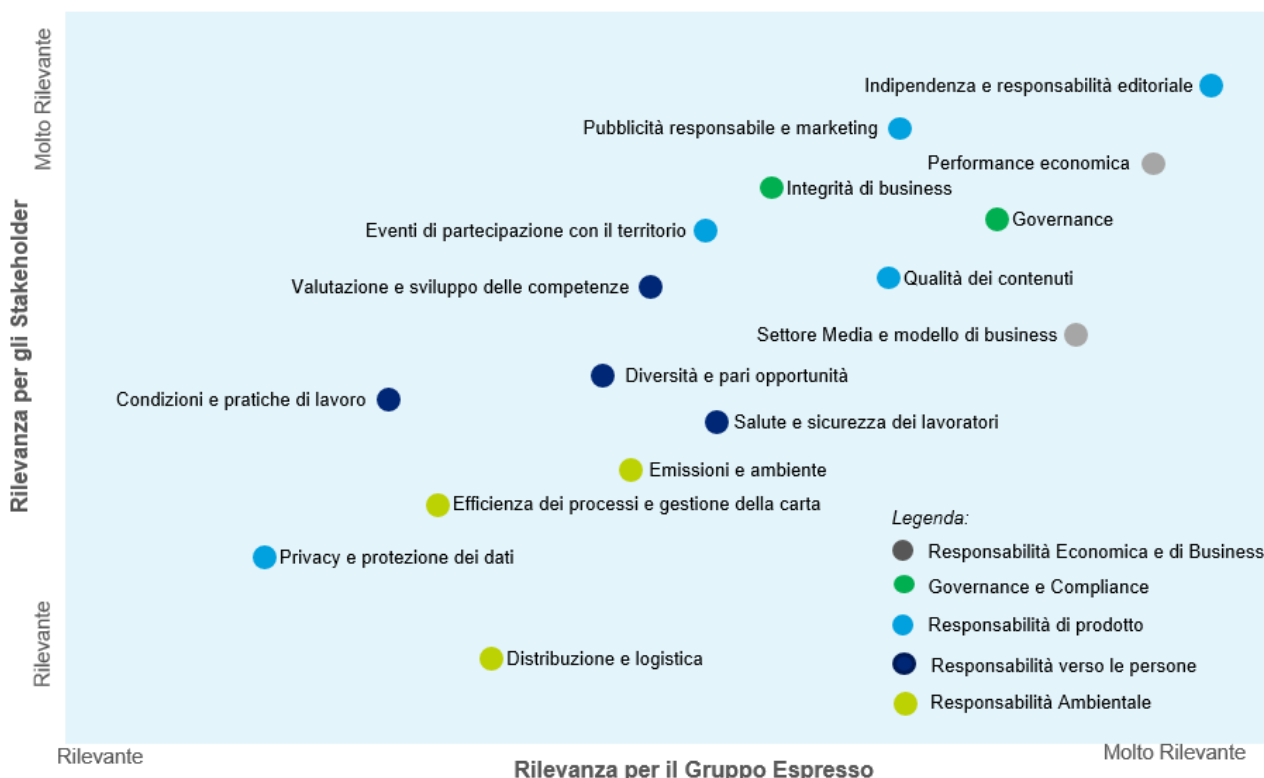 Molto Rilevante
Indipendenza e responsabilità editoriale
Pubblicità responsabile e marketing
Performance economica
Integrità di business
Governance
Eventi di partecipazione con il territorio
Qualità dei contenuti
Valutazione e sviluppo delle competenze
Settore Media e modello di business
Rilevanza per gli Stakeholder
Diversità e pari opportunità
Condizioni e pratiche di lavoro
Salute e sicurezza dei lavoratori
Emissioni e ambiente
Efficienza dei processi e gestione della carta
Privacy e protezione dei dati
Distribuzione e logistica
Rilevante
Legenda:
Responsabilità Economica e di Business
Governance e Compliance
Responsabilità di prodotto
Responsabilità verso le persone
Responsabilità Ambientale
Rilevante
Molto Rilevante
Rilevanza per il Gruppo Espresso